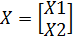 X = [X1
X2]